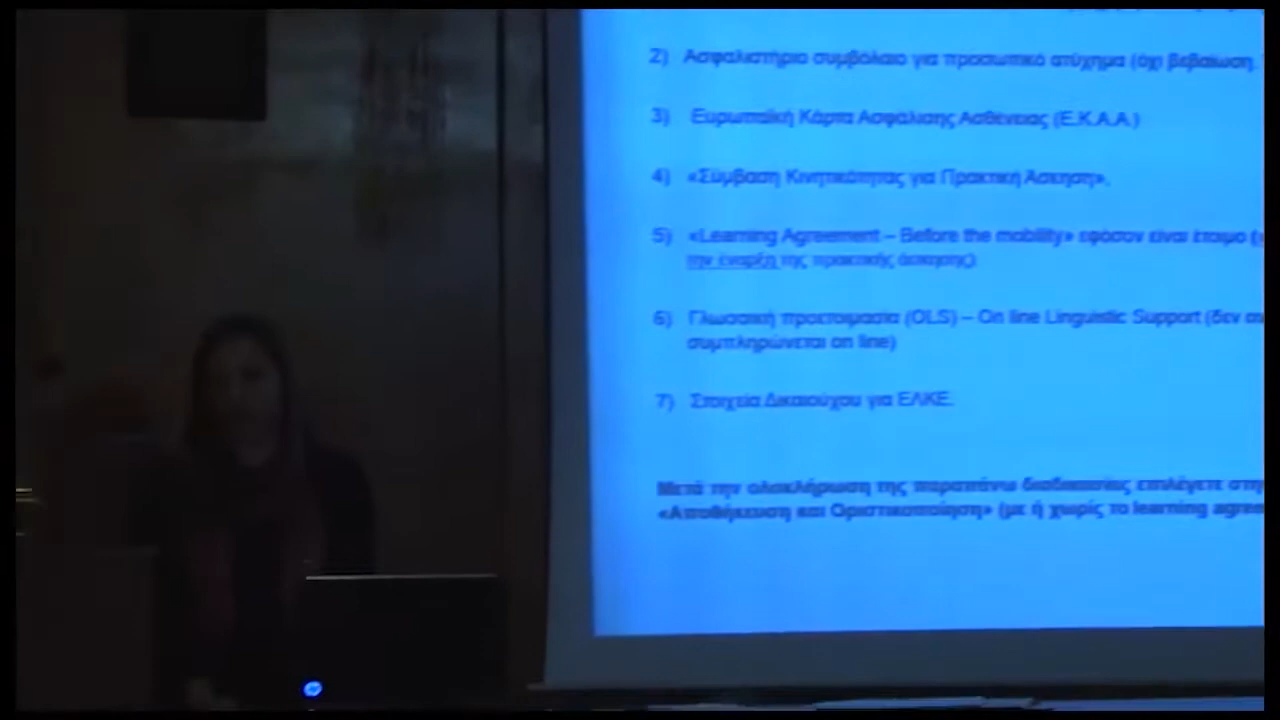 2) Ασφαλιστήριο συμβόλαιο για προσωπικό ατύχημα (όχι βεβαίωση.
3) Ευρωπαϊκή Κάρτα Ασφάλισης Ασθένειας (Ε.Κ.Α.Α.)
4) «Σύμβαση Κινητικότητας για Πρακτική Άσκηση».
5) «Learning Agreement – Before the mobility» εφόσον είναι έτοιμο
την έναρξη της πρακτικής άσκησης)
6) Γλωσσική προετοιμασία (OLS) – On line Linguistic Support (δεν
συμπληρώνεται on line)
7) Στοιχεία Δικαιούχου για ΕΛΚΕ.
Μετά την ολοκλήρωση της παραπάνω διαδικασίας επιλέγετε στη
«Αποθήκευση και Οριστικοποίηση» (με ή χωρίς το learning agree